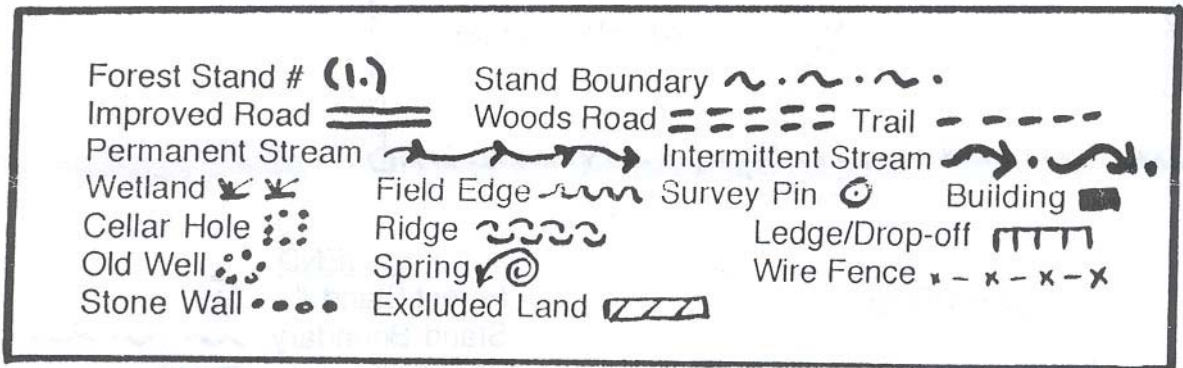 Forest Stand # (1.) Stand Boundary
Improved Road Woods Road Trail
Permanent Stream Intermittent Stream
Wetland Field Edge Survey Pin Building
Cellar Hole Ridge Ledge/Drop-off
Old Well Spring Wire Fence
Stone Wall Excluded Land